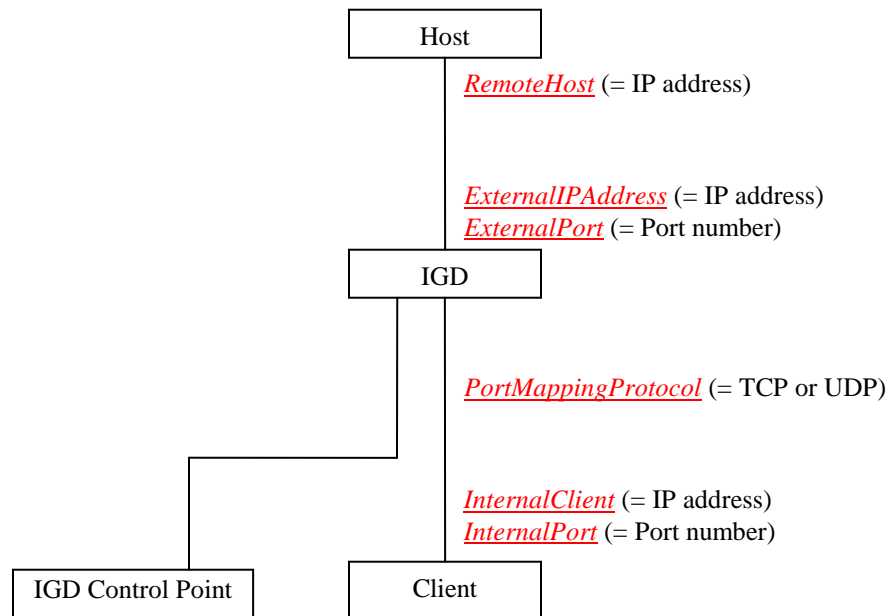 Host
RemoteHost (= IP address)
ExternalIPAddress (= IP address)
ExternalPort (= Port number)
IGD
PortMappingProtocol (= TCP or UDP)
InternalClient (= IP address)
InternalPort (= Port number)
IGD Control Point
Client